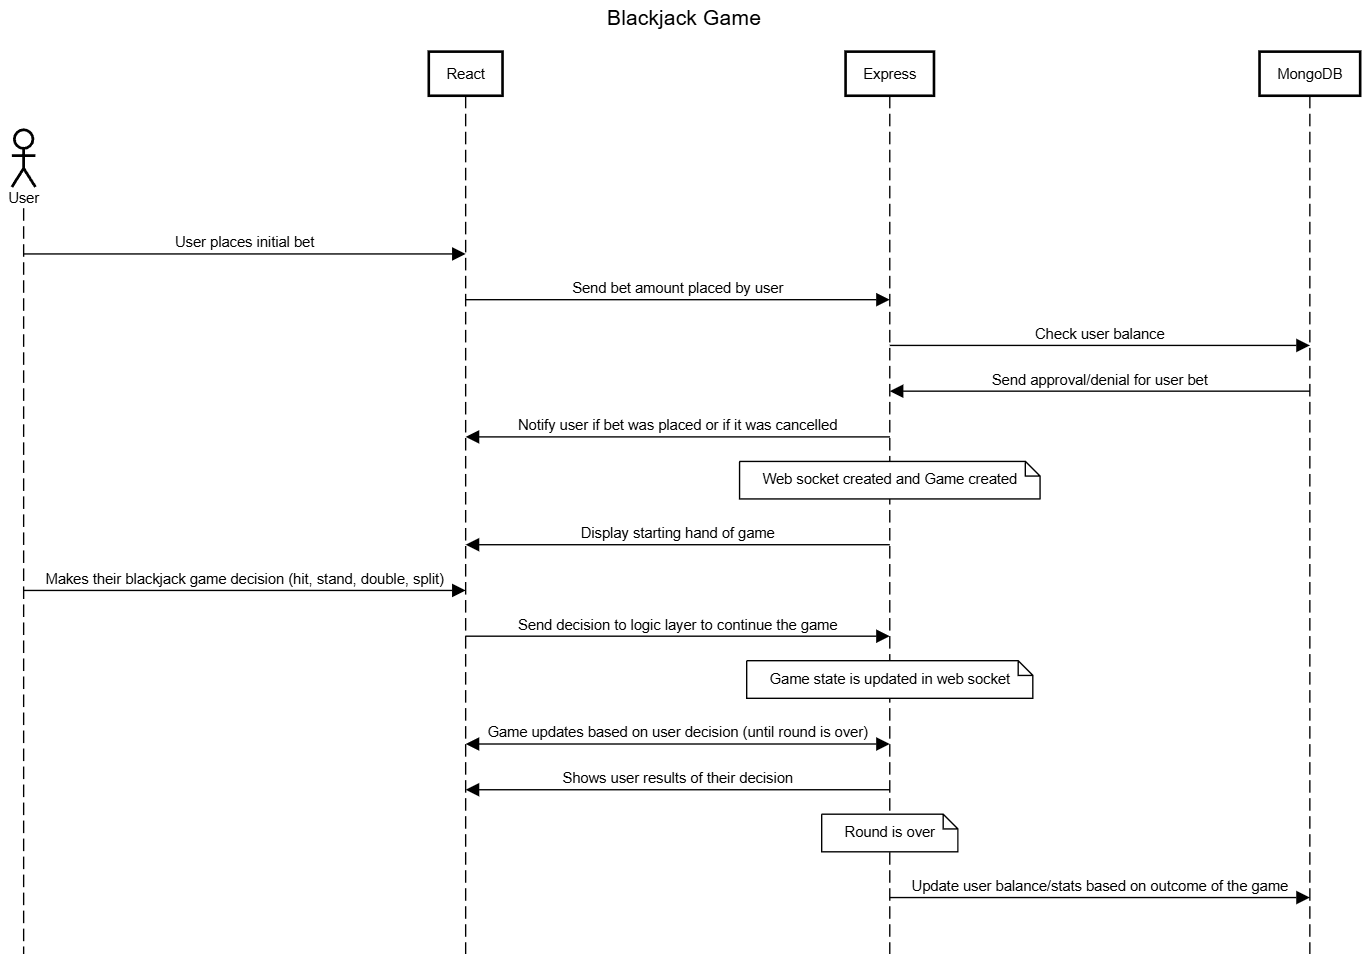 Blackjack Game
React
Express
MongoDB
User
User places initial bet
Send bet amount placed by user
Check user balance
Send approval/denial for user bet
Notify user if bet was placed or if it was cancelled
Web socket created and Game created
Display starting hand of game
Makes their blackjack game decision (hit, stand, double, split)
Send decision to logic layer to continue the game
Game state is updated in web socket
Game updates based on user decision (until round is over)
Shows user results of their decision
Round is over
Update user balance/stats based on outcome of the game